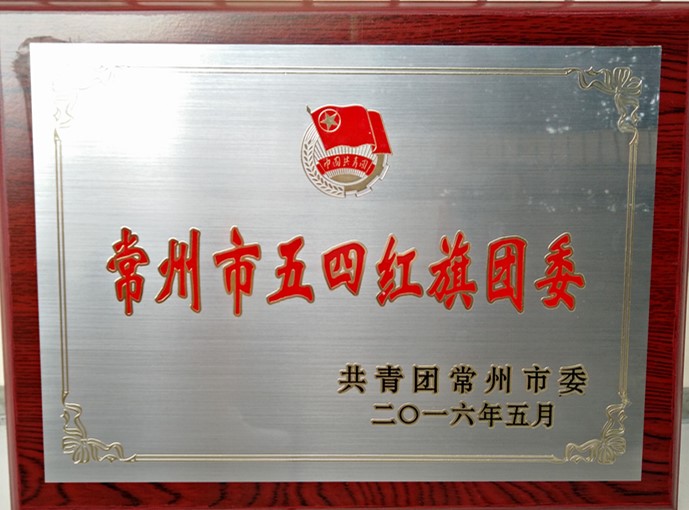 中国共青团
常州市五四红旗团委
共青团常州市委
二〇一六年五月